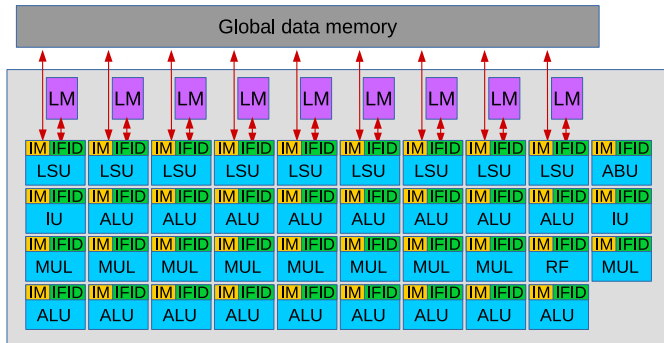 Global data memory
LM LM LM LM LM LM LM LM LM
IM IFID IM IFID IM IFID IM IFID IM IFID IM IFID IM IFID IM IFID IM IFID IM IFID
LSU LSU LSU LSU LSU LSU LSU LSU LSU ABU
IM IFID IM IFID IM IFID IM IFID IM IFID IM IFID IM IFID IM IFID IM IFID IM IFID
IU ALU ALU ALU ALU ALU ALU ALU ALU IU
IM IFID IM IFID IM IFID IM IFID IM IFID IM IFID IM IFID IM IFID IM IFID IM IFID
MUL MUL MUL MUL MUL MUL MUL MUL RF MUL
IM IFID IM IFID IM IFID IM IFID IM IFID IM IFID IM IFID IM IFID IM IFID
ALU ALU ALU ALU ALU ALU ALU ALU ALU